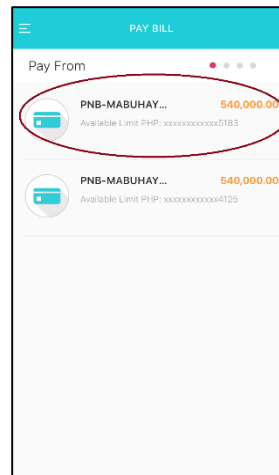 PAY BILL
Pay From
PNB-MABUHAY... 540,000.00
Available Limit PHP: xxxxxxxxxxxx5183
PNB-MABUHAY... 540,000.00
Available Limit PHP: xxxxxxxxxxxx4125